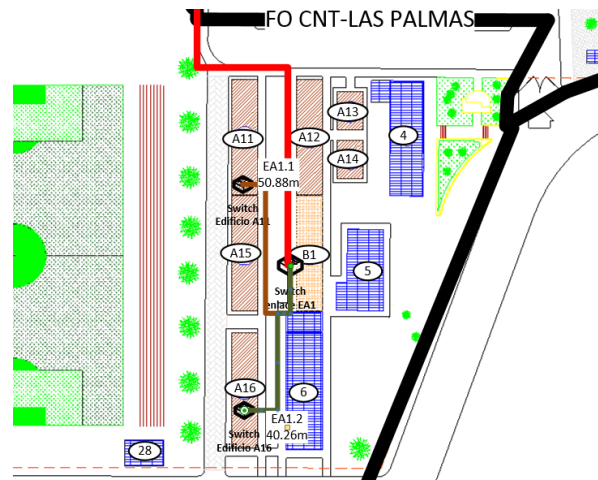 FO CNT-LAS PALMAS
A13
4
A11
A12
A14
EA1.1
50.88m
Switch
Edificio A11
A15
B1
5
Switch
enlace EA1
A16
6
EA1.2
40.26m
Switch
Edificio A16
28